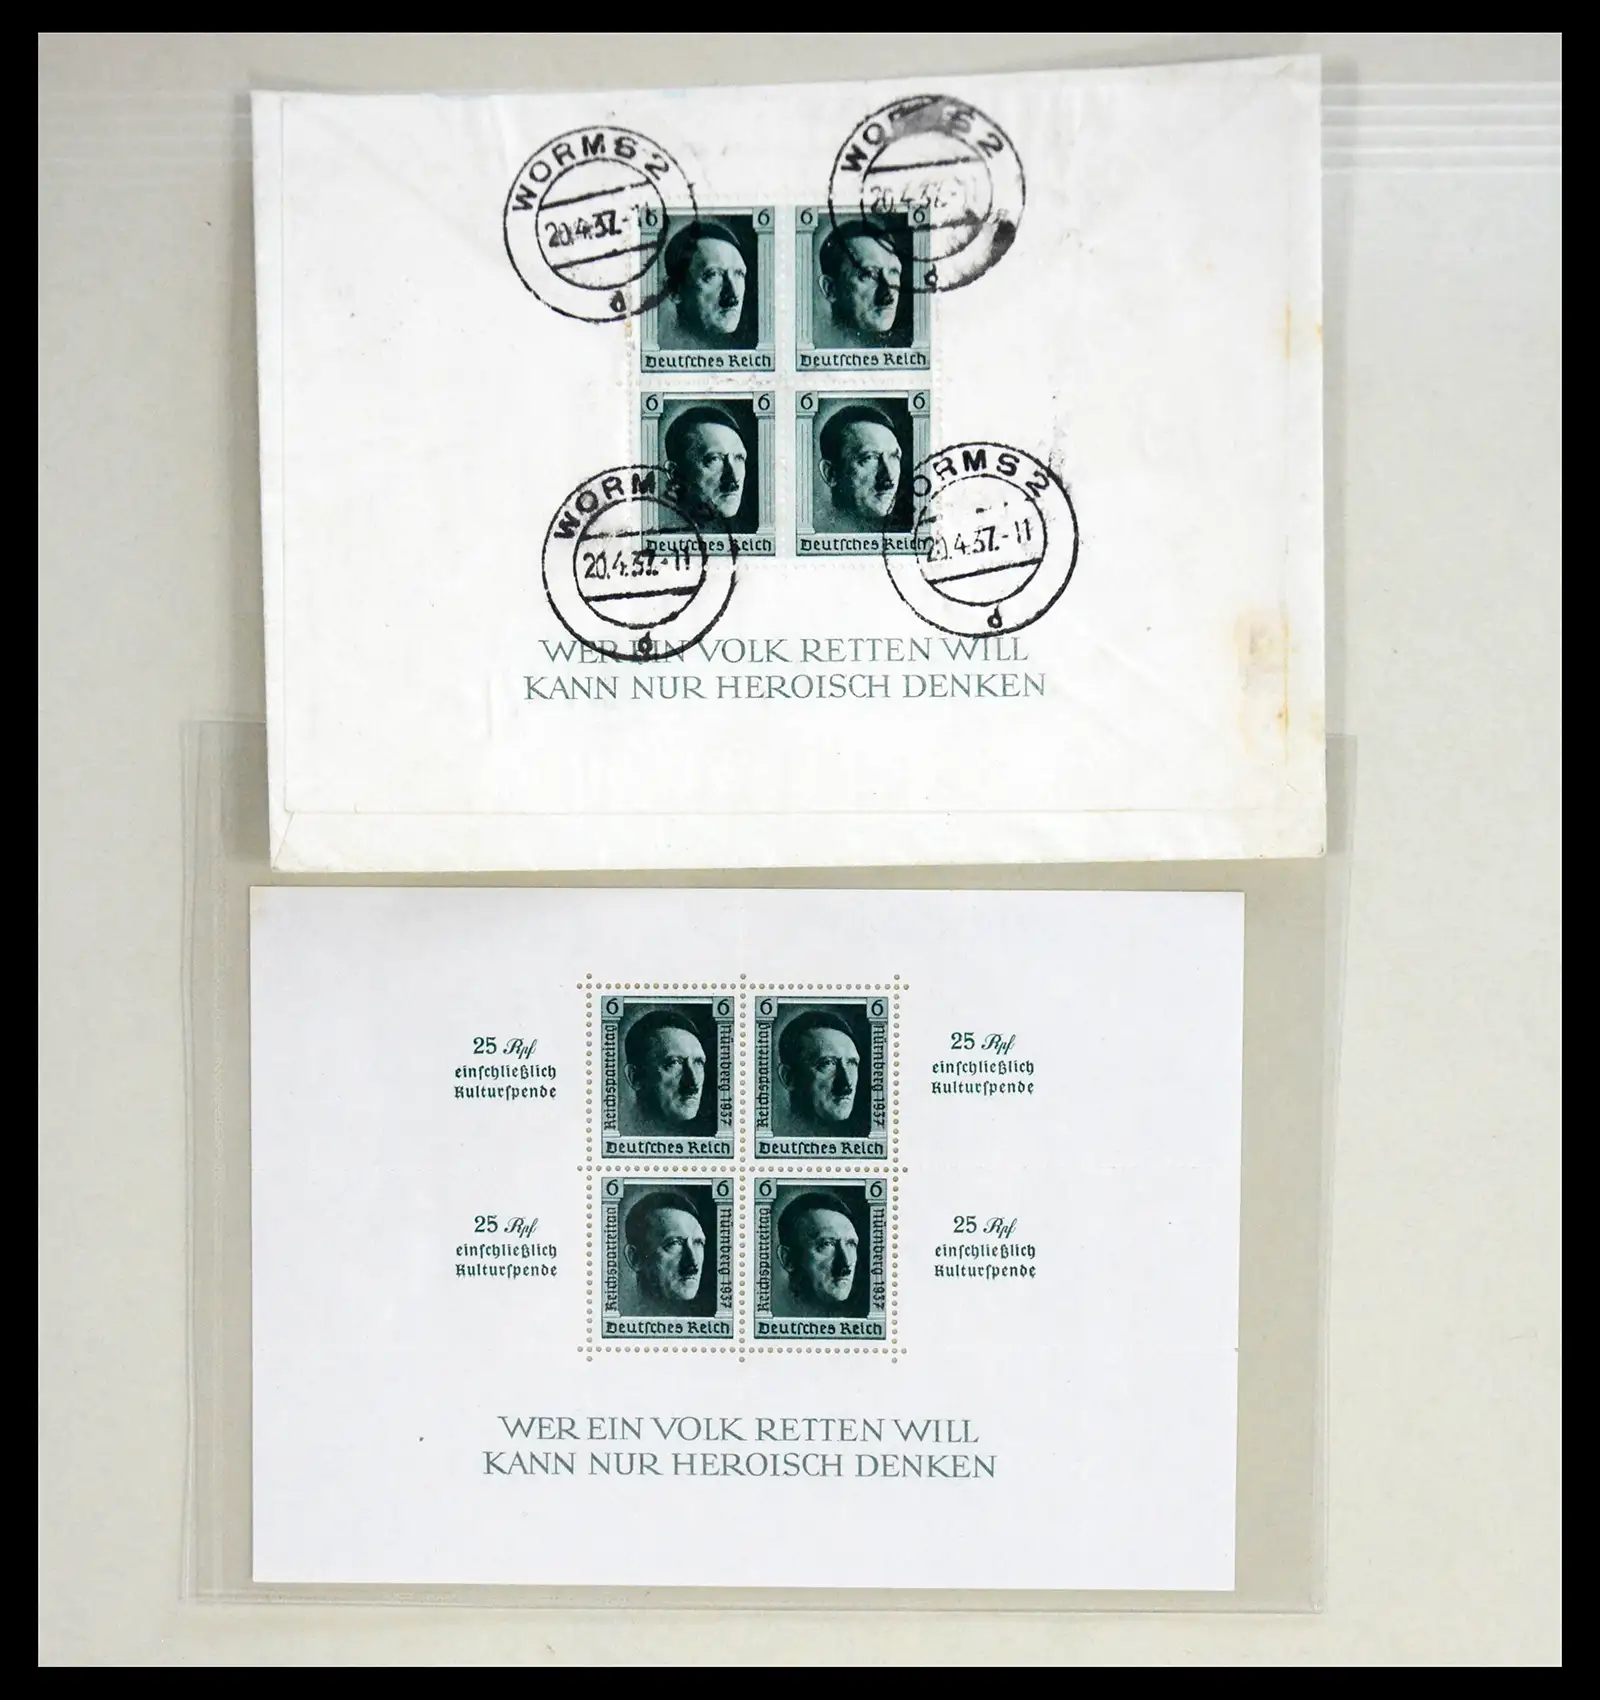 WORMS 2
20.4.37.-11
d
WORMS 2
20.4.37.-11
d
6 6
Deutsches Reich
6 6
Deutsches Reich
6 6
Deutsches Reich
6 6
Deutsches Reich
WORMS
20.4.37.-11
d
WORMS 2
20.4.37.-11
d
WER EIN VOLK RETTEN WILL
KANN NUR HEROISCH DENKEN
25 Rpf
einſchließlich
Kulturſpende
6 6
Reichsparteitag
Nürnberg 1937
Deutſches Reich
6 6
Reichsparteitag
Nürnberg 1937
Deutſches Reich
25 Rpf
einſchließlich
Kulturſpende
25 Rpf
einſchließlich
Kulturſpende
6 6
Reichsparteitag
Nürnberg 1937
Deutſches Reich
6 6
Reichsparteitag
Nürnberg 1937
Deutſches Reich
25 Rpf
einſchließlich
Kulturſpende
WER EIN VOLK RETTEN WILL
KANN NUR HEROISCH DENKEN